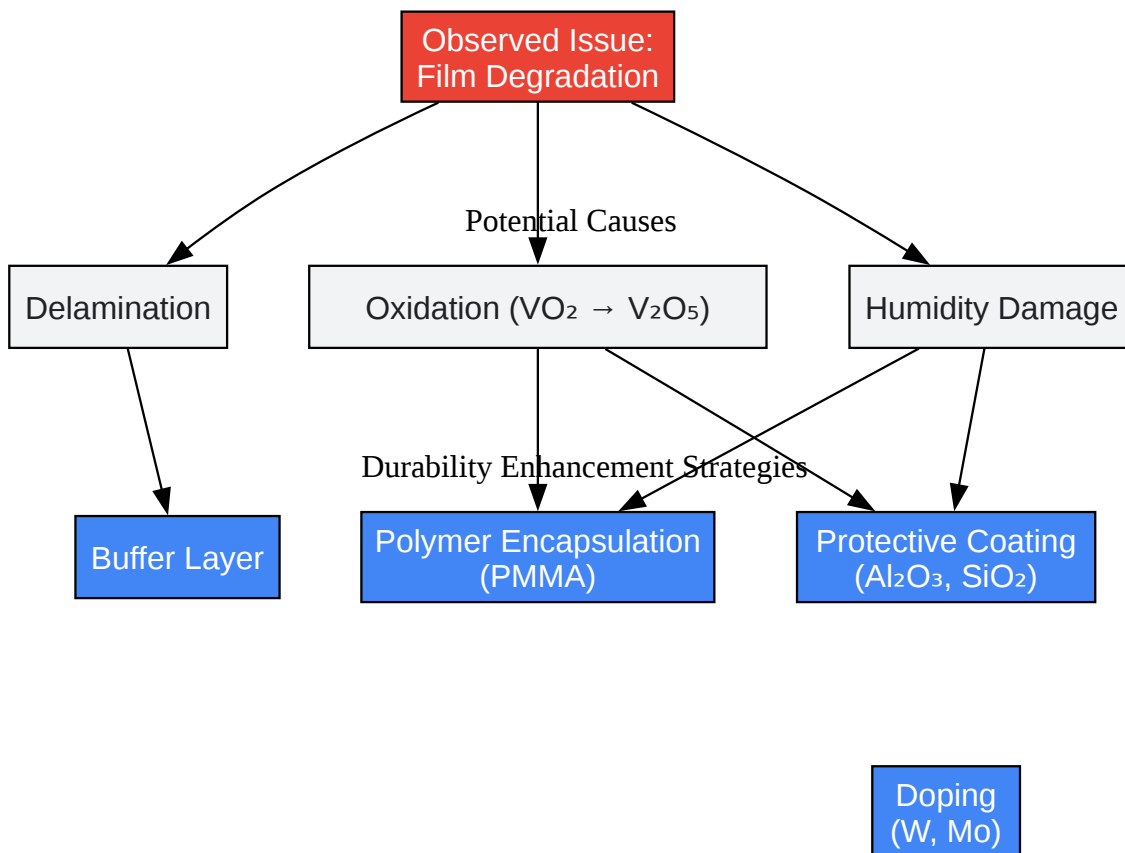 Observed Issue:
Film Degradation
Potential Causes
Delamination
Oxidation (VO₂ → V₂O₅)
Humidity Damage
Durability Enhancement Strategies
Buffer Layer
Polymer Encapsulation
(PMMA)
Protective Coating
(Al₂O₃, SiO₂)
Doping
(W, Mo)